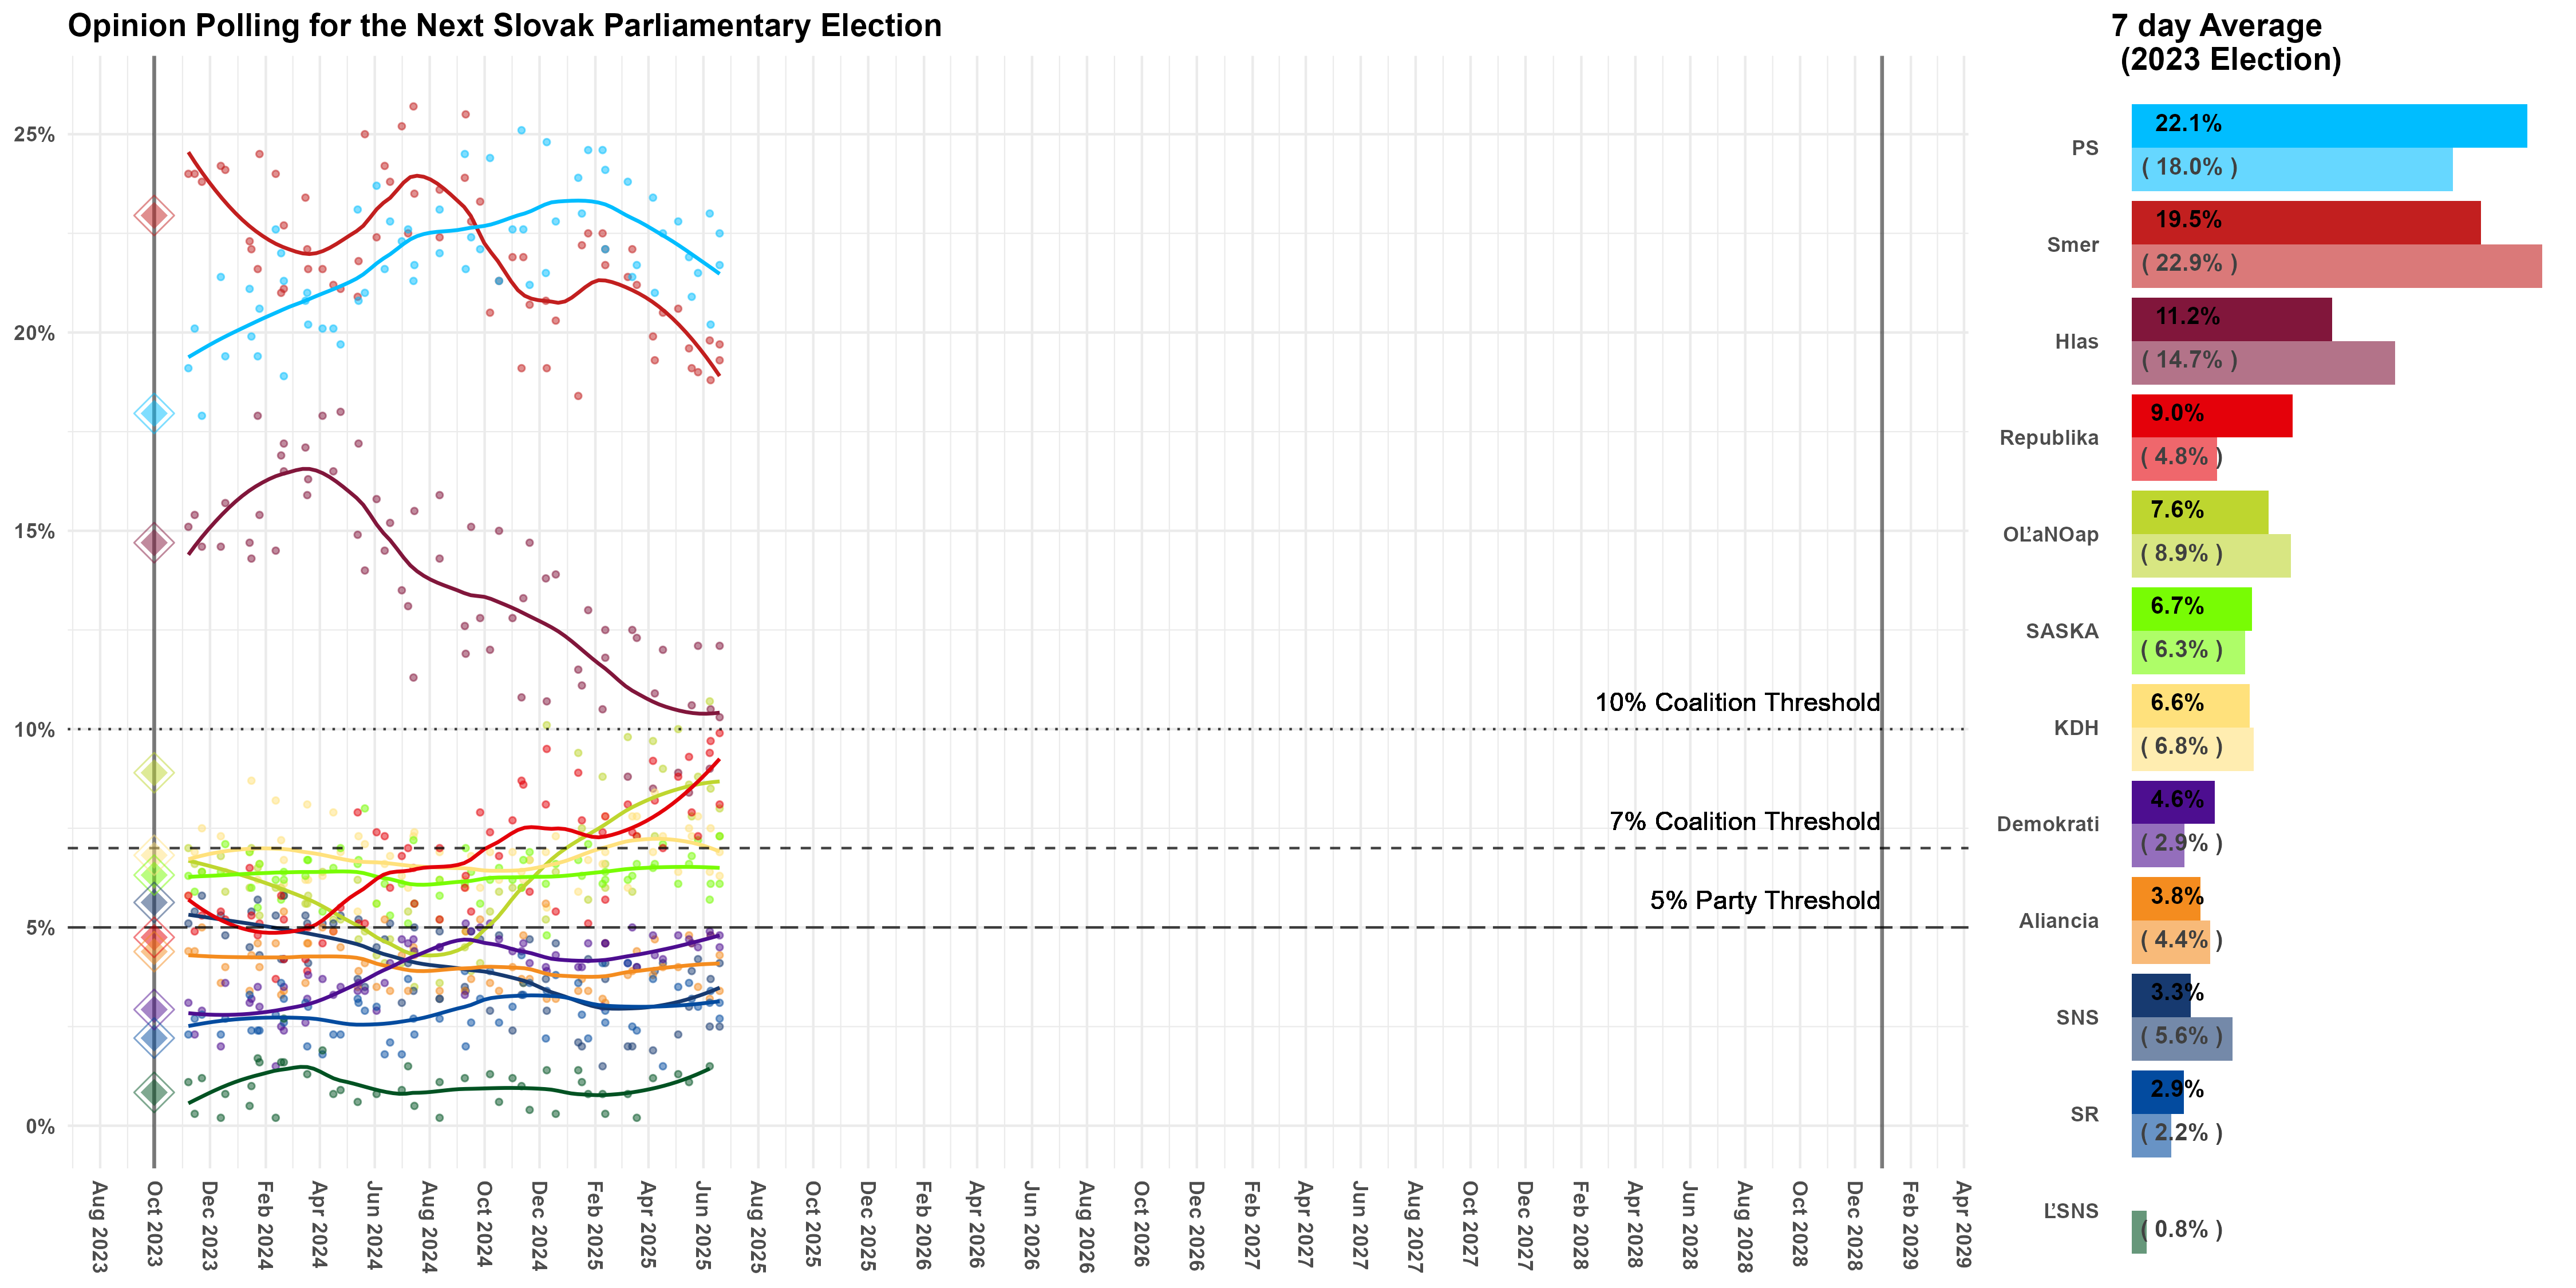 Opinion Polling for the Next Slovak Parliamentary Election
7 day Average
(2023 Election)
25%
20%
15%
10%
5%
0%
10% Coalition Threshold
7% Coalition Threshold
5% Party Threshold
Aug 2023
Oct 2023
Dec 2023
Feb 2024
Apr 2024
Jun 2024
Aug 2024
Oct 2024
Dec 2024
Feb 2025
Apr 2025
Jun 2025
Aug 2025
Oct 2025
Dec 2025
Feb 2026
Apr 2026
Jun 2026
Aug 2026
Oct 2026
Dec 2026
Feb 2027
Apr 2027
Jun 2027
Aug 2027
Oct 2027
Dec 2027
Feb 2028
Apr 2028
Jun 2028
Aug 2028
Oct 2028
Dec 2028
Feb 2029
Apr 2029
PS
22.1%
( 18.0% )
Smer
19.5%
( 22.9% )
Hlas
11.2%
( 14.7% )
Republika
9.0%
( 4.8% )
OĽaNOap
7.6%
( 8.9% )
SASKA
6.7%
( 6.3% )
KDH
6.6%
( 6.8% )
Demokrati
4.6%
( 2.9% )
Aliancia
3.8%
( 4.4% )
SNS
3.3%
( 5.6% )
SR
2.9%
( 2.2% )
ĽSNS
( 0.8% )